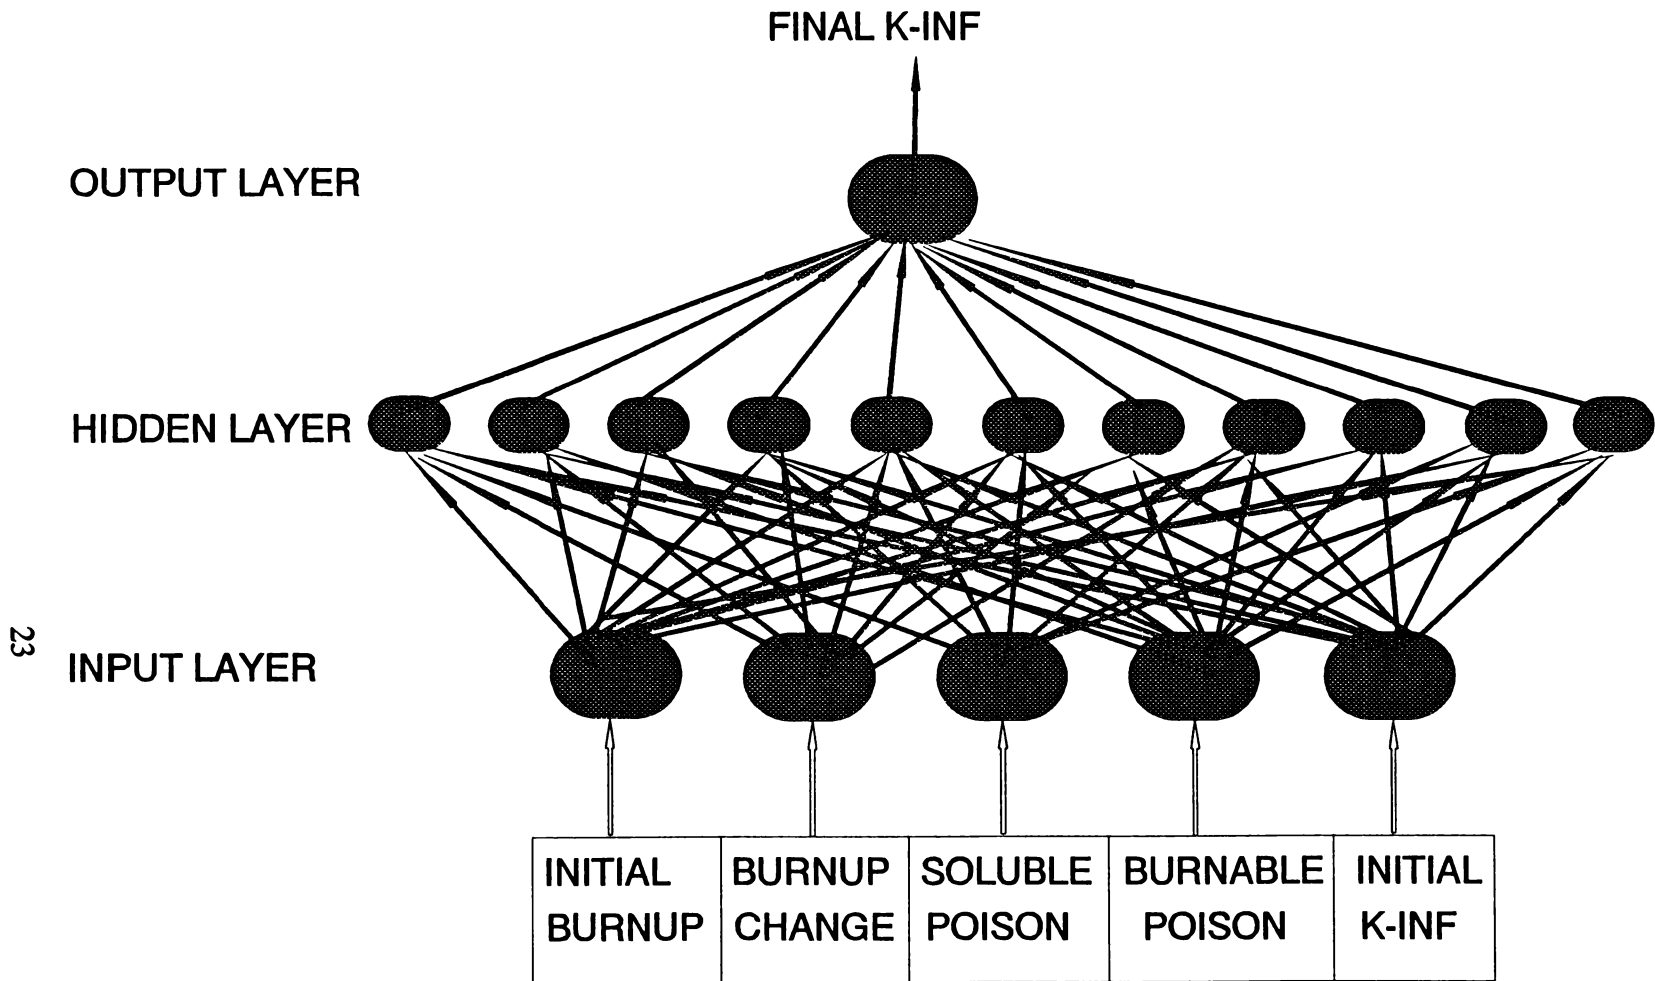 FINAL K-INF
OUTPUT LAYER
HIDDEN LAYER
INPUT LAYER
23
INITIAL
BURNUP
BURNUP
CHANGE
SOLUBLE
POISON
BURNABLE
POISON
INITIAL
K-INF